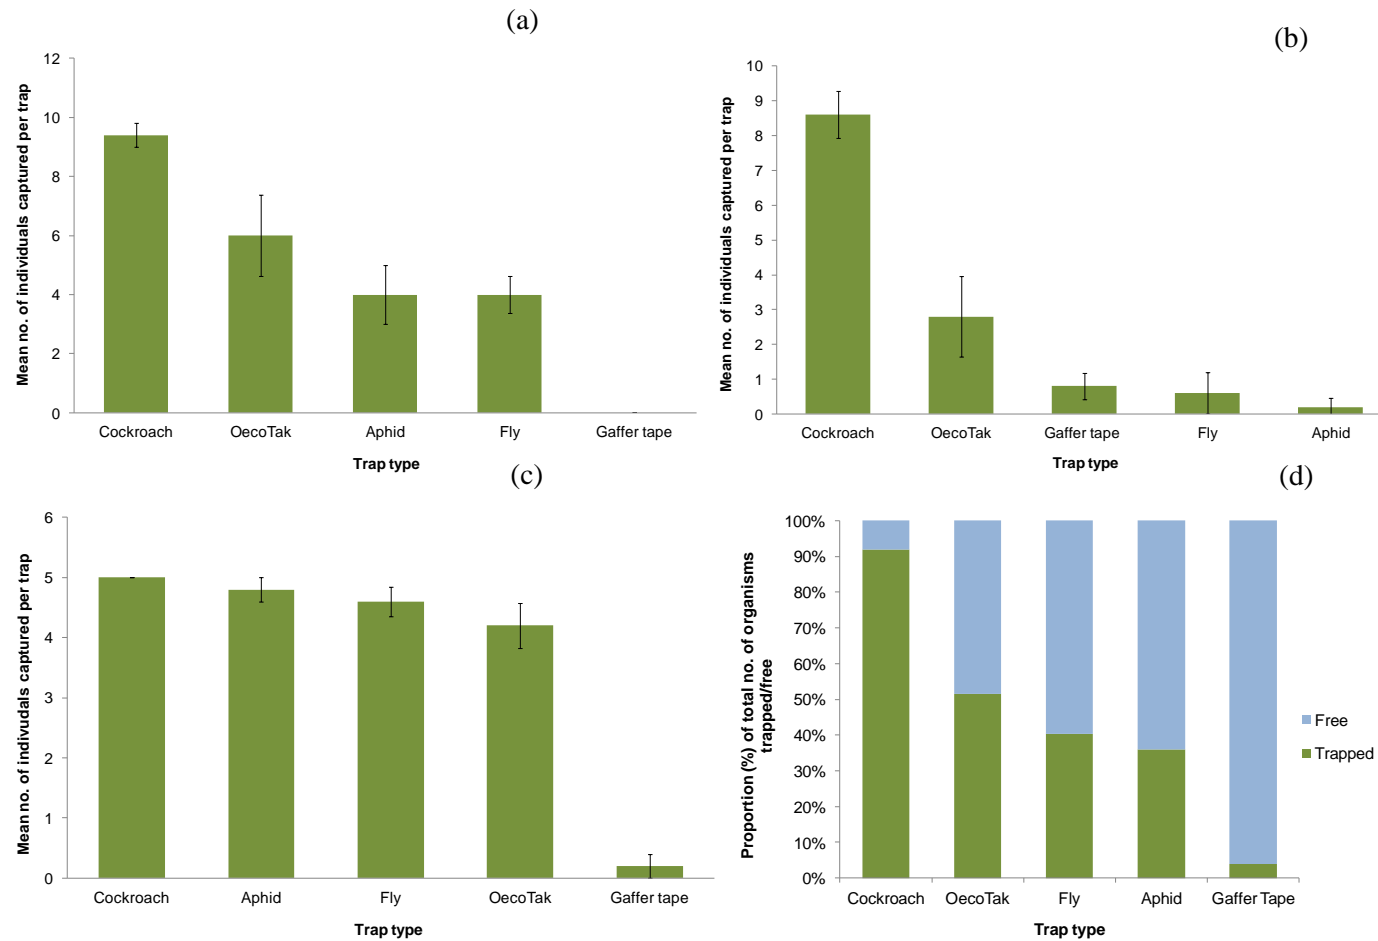 (a)
Mean no. of individuals captured per trap
12
10
8
6
4
2
0
Cockroach OecoTak Aphid Fly Gaffer tape
Trap type
(b)
Mean no. of individuals captured per trap
10
9
8
7
6
5
4
3
2
1
0
Cockroach OecoTak Gaffer tape Fly Aphid
Trap type
(c)
Mean no. of indivudals captured per trap
6
5
4
3
2
1
0
Cockroach Aphid Fly OecoTak Gaffer tape
Trap type
(d)
Proportion (%) of total no. of organisms
trapped/free
100%
90%
80%
70%
60%
50%
40%
30%
20%
10%
0%
Cockroach OecoTak Fly Aphid Gaffer Tape
Trap type
Free
Trapped